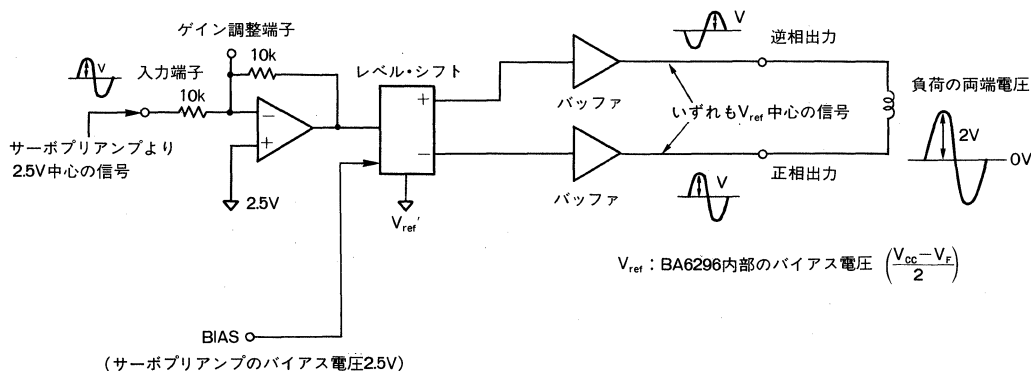 ゲイン調整端子
10k
V
入力端子
10k
サーボプリアンプより
2.5V中心の信号
−
+
2.5V
レベル・シフト
+
−
Vref′
バッファ
バッファ
V
逆相出力
いずれもVref中心の信号
正相出力
V
負荷の両端電圧
2V
0V
Vref：BA6296内部のバイアス電圧 (VCC−VF/2)
BIAS
(サーボプリアンプのバイアス電圧2.5V)